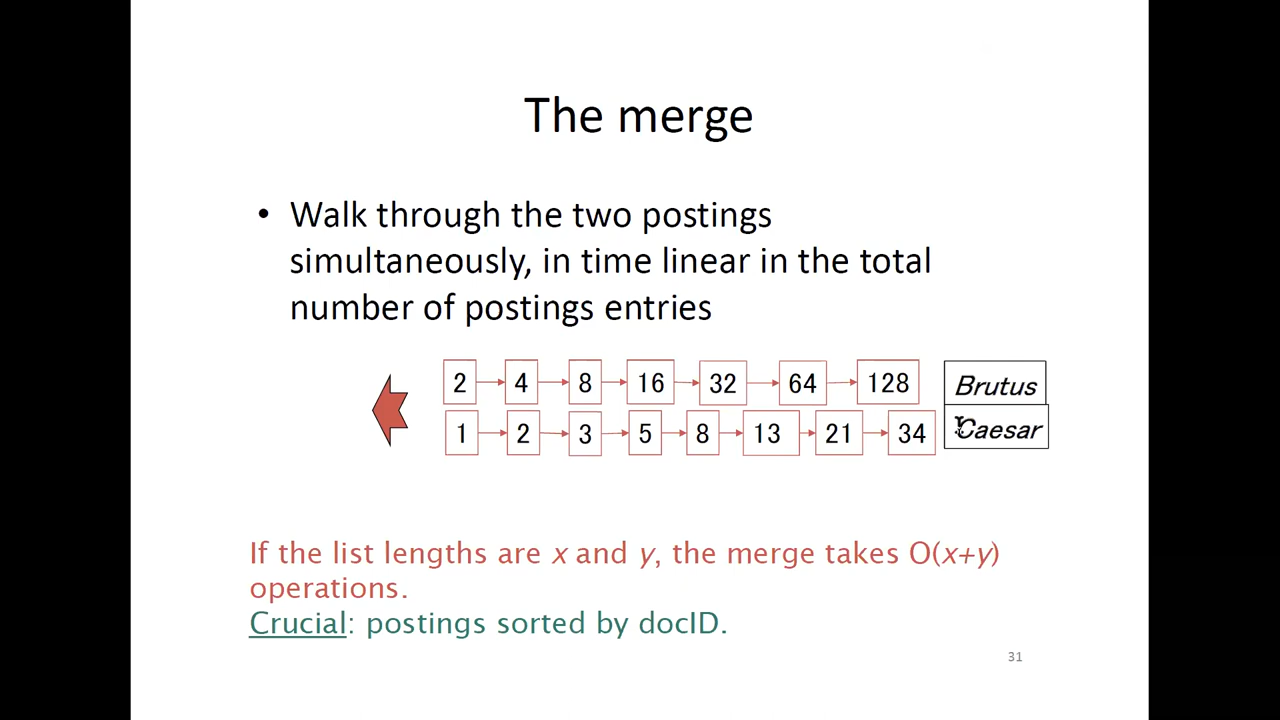 The merge
• Walk through the two postings
simultaneously, in time linear in the total
number of postings entries
2 4 8 16 32 64 128 Brutus
1 2 3 5 8 13 21 34 Caesar
If the list lengths are x and y, the merge takes O(x+y)
operations.
Crucial: postings sorted by docID.
31